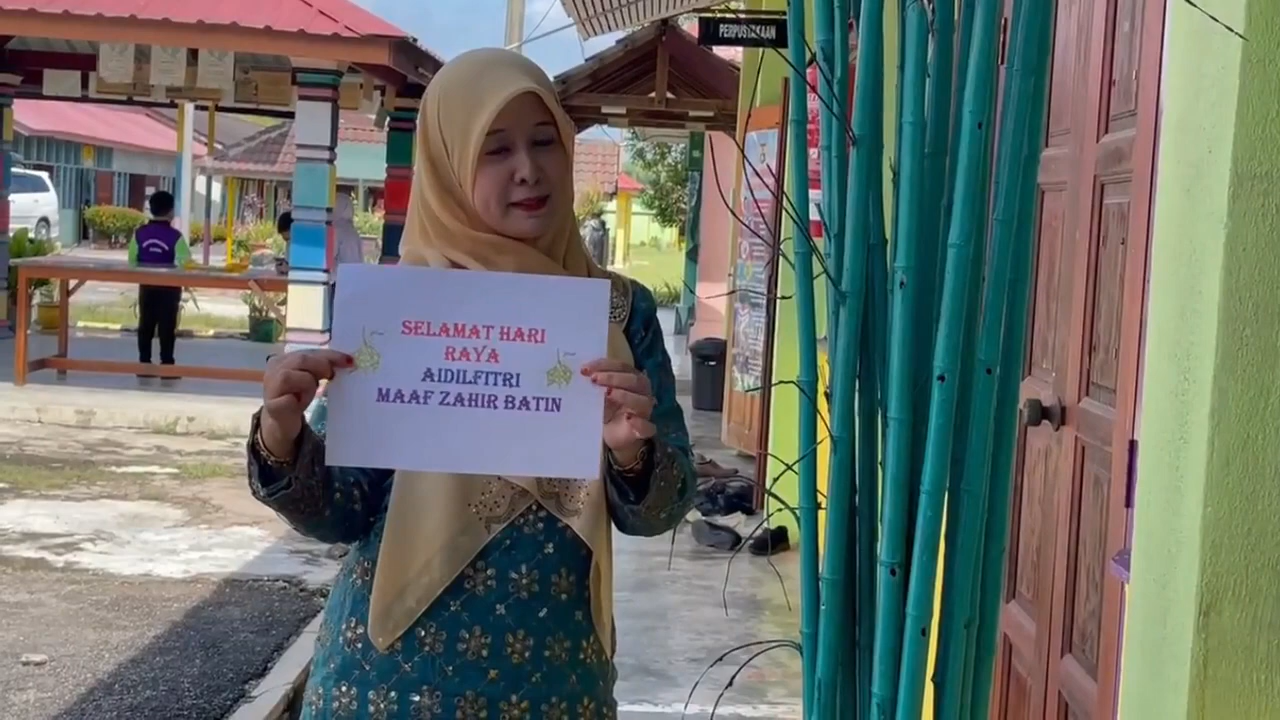 PERPUSTAKAAN
SELAMAT HARI
RAYA
AIDILFITRI
MAAF ZAHIR BATIN